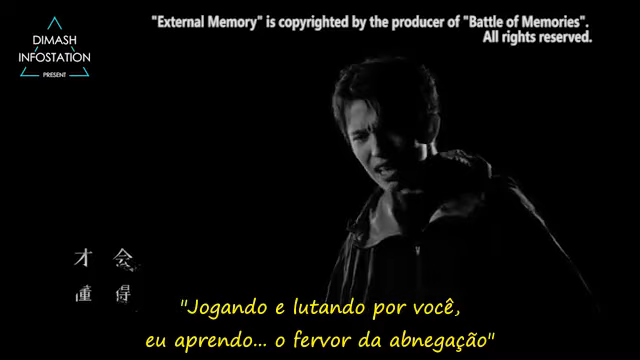 "External Memory" is copyrighted by the producer of "Battle of Memories".
All rights reserved.
DIMASH
INFOSTATION
PRESENT
才会
懂得
"Jogando e lutando por você,
eu aprendo... o fervor da abnegação"